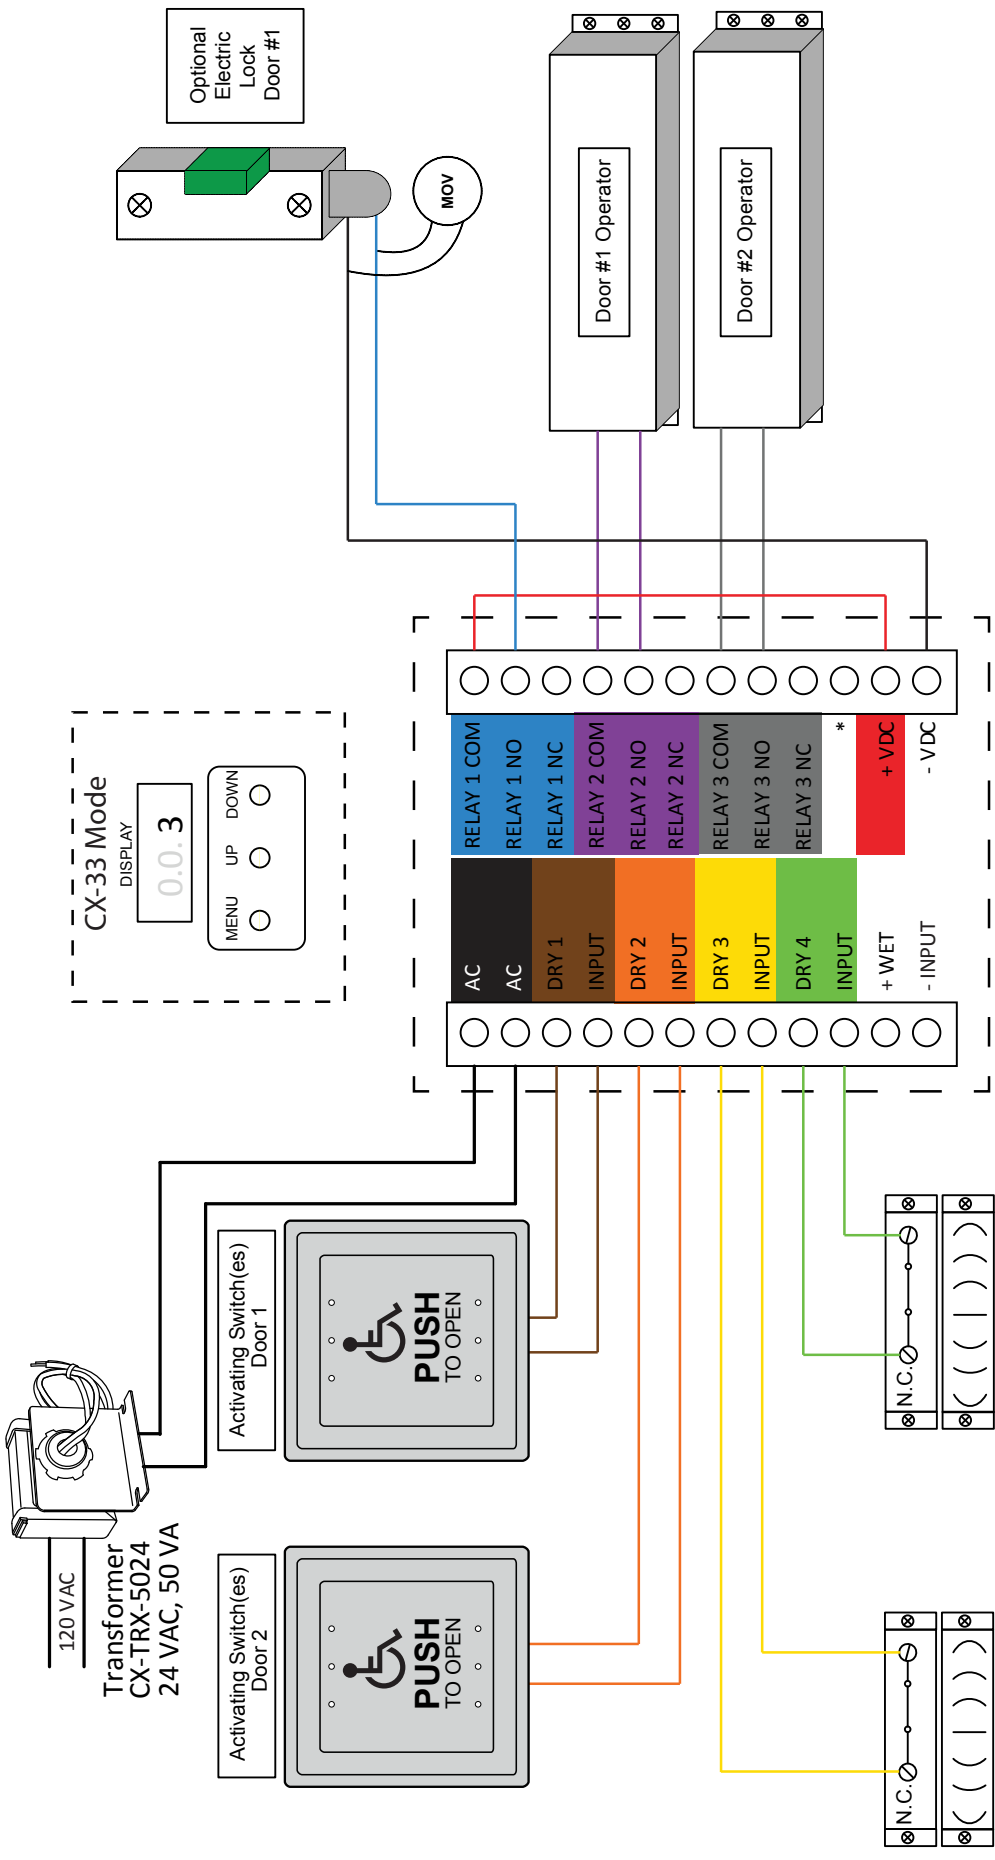 Optional
Electric
Lock
Door #1
MOV
Door #1 Operator
Door #2 Operator
CX-33 Mode
DISPLAY
0.0.3
MENU
UP
DOWN
RELAY 1 COM
RELAY 1 NO
RELAY 1 NC
RELAY 2 COM
RELAY 2 NO
RELAY 2 NC
RELAY 3 COM
RELAY 3 NO
RELAY 3 NC
*
+ VDC
- VDC
AC
AC
DRY 1
INPUT
DRY 2
INPUT
DRY 3
INPUT
DRY 4
INPUT
+ WET
- INPUT
120 VAC
Transformer
CX-TRX-5024
24 VAC, 50 VA
Activating Switch(es)
Door 1
PUSH
TO OPEN
Activating Switch(es)
Door 2
PUSH
TO OPEN
N.C.
N.C.